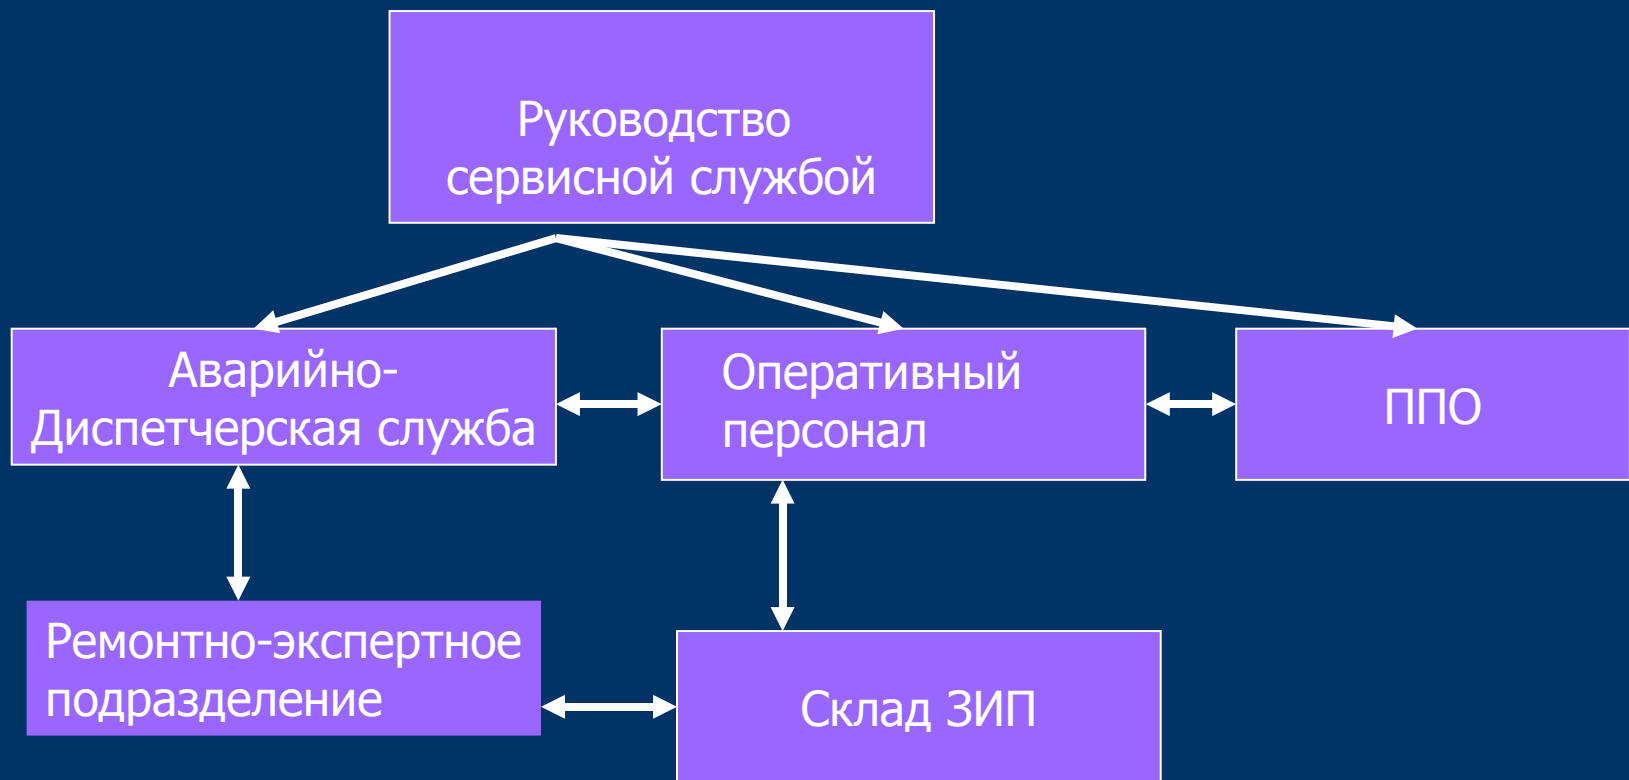 Руководство
сервисной службой
Аварийно-
Диспетчерская служба
Оперативный
персонал
ППО
Ремонтно-экспертное
подразделение
Склад ЗИП